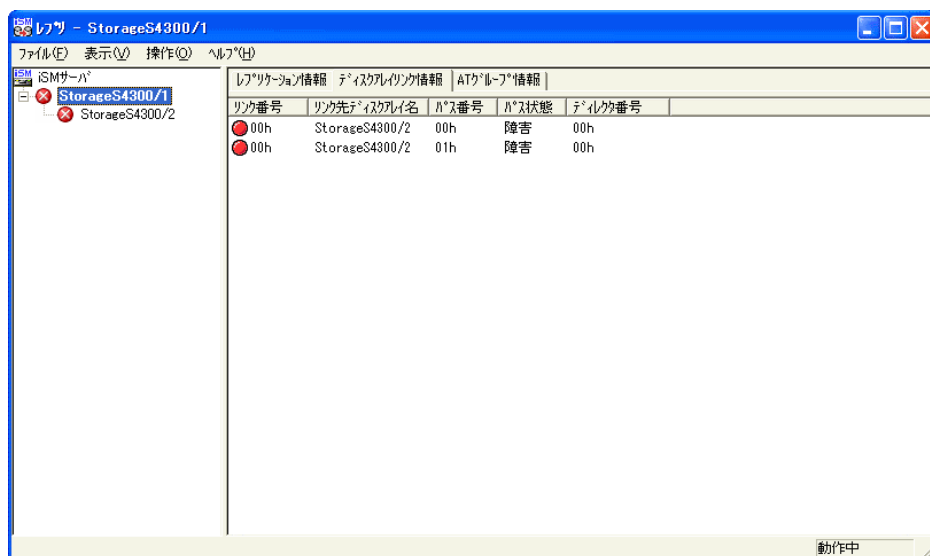 ﾚﾌﾟﾘ - StorageS4300/1
ﾌｧｲﾙ(F) 表示(V) 操作(O) ﾍﾙﾌﾟ(H)
iSMｻｰﾊﾞ
StorageS4300/1
StorageS4300/2
ﾚﾌﾟﾘｹｰｼｮﾝ情報 ﾃﾞｨｽｸｱﾚｲﾘﾝｸ情報 ATｸﾞﾙｰﾌﾟ情報
ﾘﾝｸ番号 ﾘﾝｸ先ﾃﾞｨｽｸｱﾚｲ名 ﾊﾟｽ番号 ﾊﾟｽ状態 ﾃﾞｨﾚｸﾀ番号
00h StorageS4300/2 00h 障害 00h
00h StorageS4300/2 01h 障害 00h
動作中